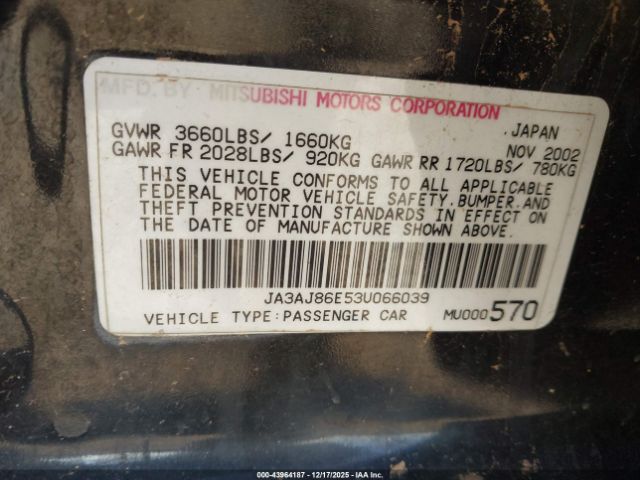 MFD. BY MITSUBISHI MOTORS CORPORATION
JAPAN
GVWR 3660LBS/ 1660KG NOV 2002
GAWR FR 2028LBS/ 920KG GAWR RR 1720LBS/ 780KG
THIS VEHICLE CONFORMS TO ALL APPLICABLE
FEDERAL MOTOR VEHICLE SAFETY, BUMPER, AND
THEFT PREVENTION STANDARDS IN EFFECT ON
THE DATE OF MANUFACTURE SHOWN ABOVE.
JA3AJ86E53U066039
VEHICLE TYPE: PASSENGER CAR MU000570
000-43964187 - 12/17/2025 - IAA Inc.